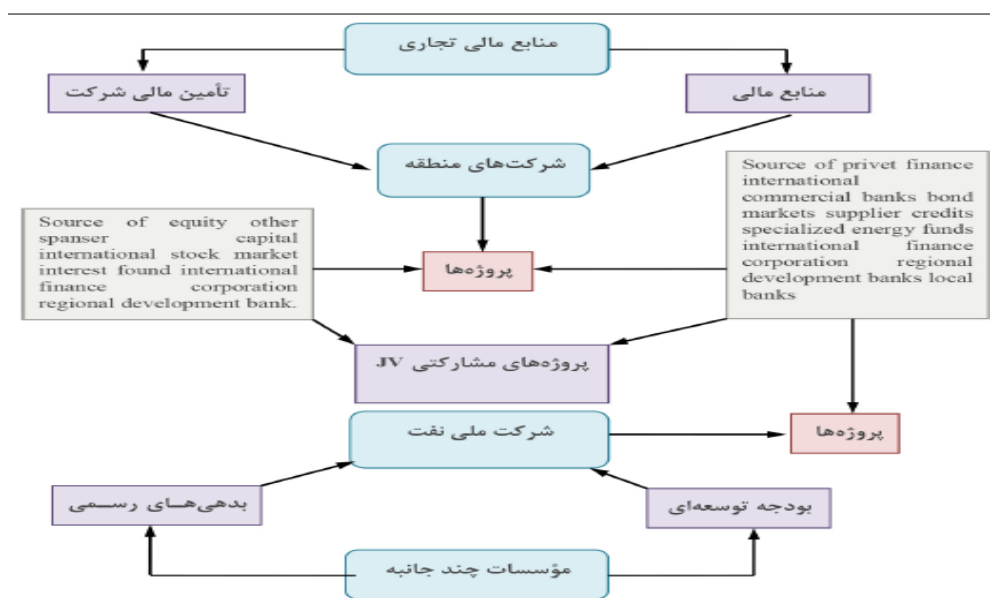 منابع مالی تجاری
تأمین مالی شرکت
منابع مالی
شرکت‌های منطقه
Source of privet finance
international
commercial banks bond
markets supplier credits
specialized energy funds
international finance
corporation regional
development banks local
banks
Source of equity other
spanser capital
international stock market
interest found international
finance corporation
regional development bank.
پروژه‌ها
پروژه‌های مشارکتی JV
شرکت ملی نفت
پروژه‌ها
بدهی‌هـای رسـمی
بودجه توسعه‌ای
مؤسسات چند جانبه